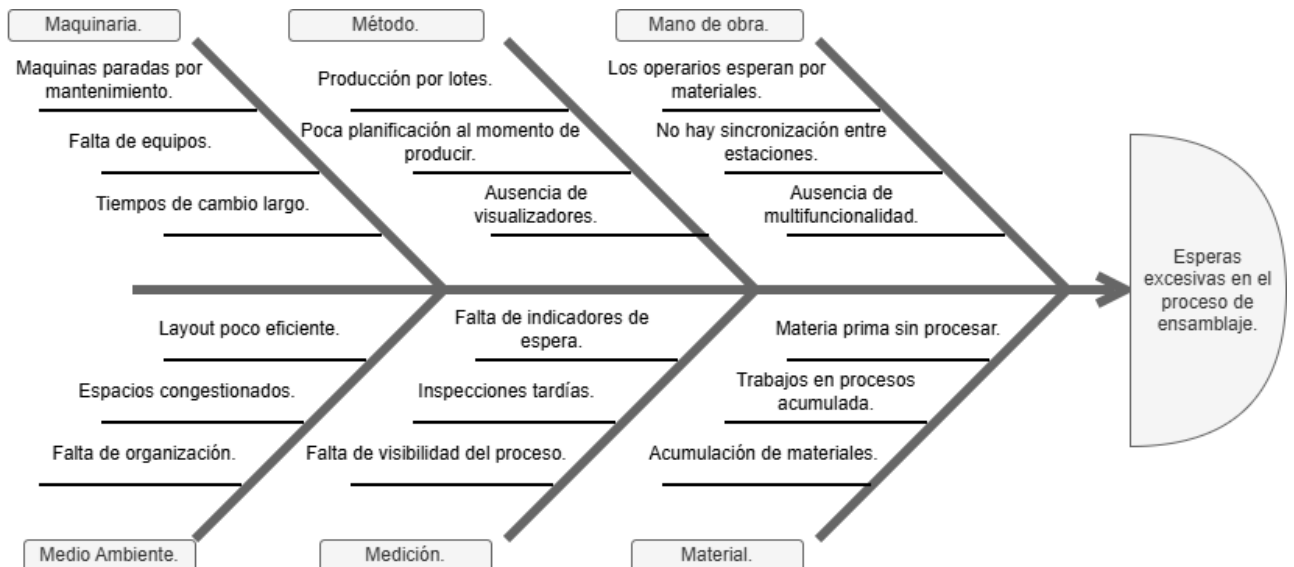 Maquinaria.
Método.
Mano de obra.
Maquinas paradas por
mantenimiento.
Falta de equipos.
Tiempos de cambio largo.
Producción por lotes.
Poca planificación al momento de
producir.
Ausencia de
visualizadores.
Los operarios esperan por
materiales.
No hay sincronización entre
estaciones.
Ausencia de
multifuncionalidad.
Esperas
excesivas en el
proceso de
ensamblaje.
Layout poco eficiente.
Espacios congestionados.
Falta de organización.
Falta de indicadores de
espera.
Inspecciones tardías.
Falta de visibilidad del proceso.
Materia prima sin procesar.
Trabajos en procesos
acumulada.
Acumulación de materiales.
Medio Ambiente.
Medición.
Material.